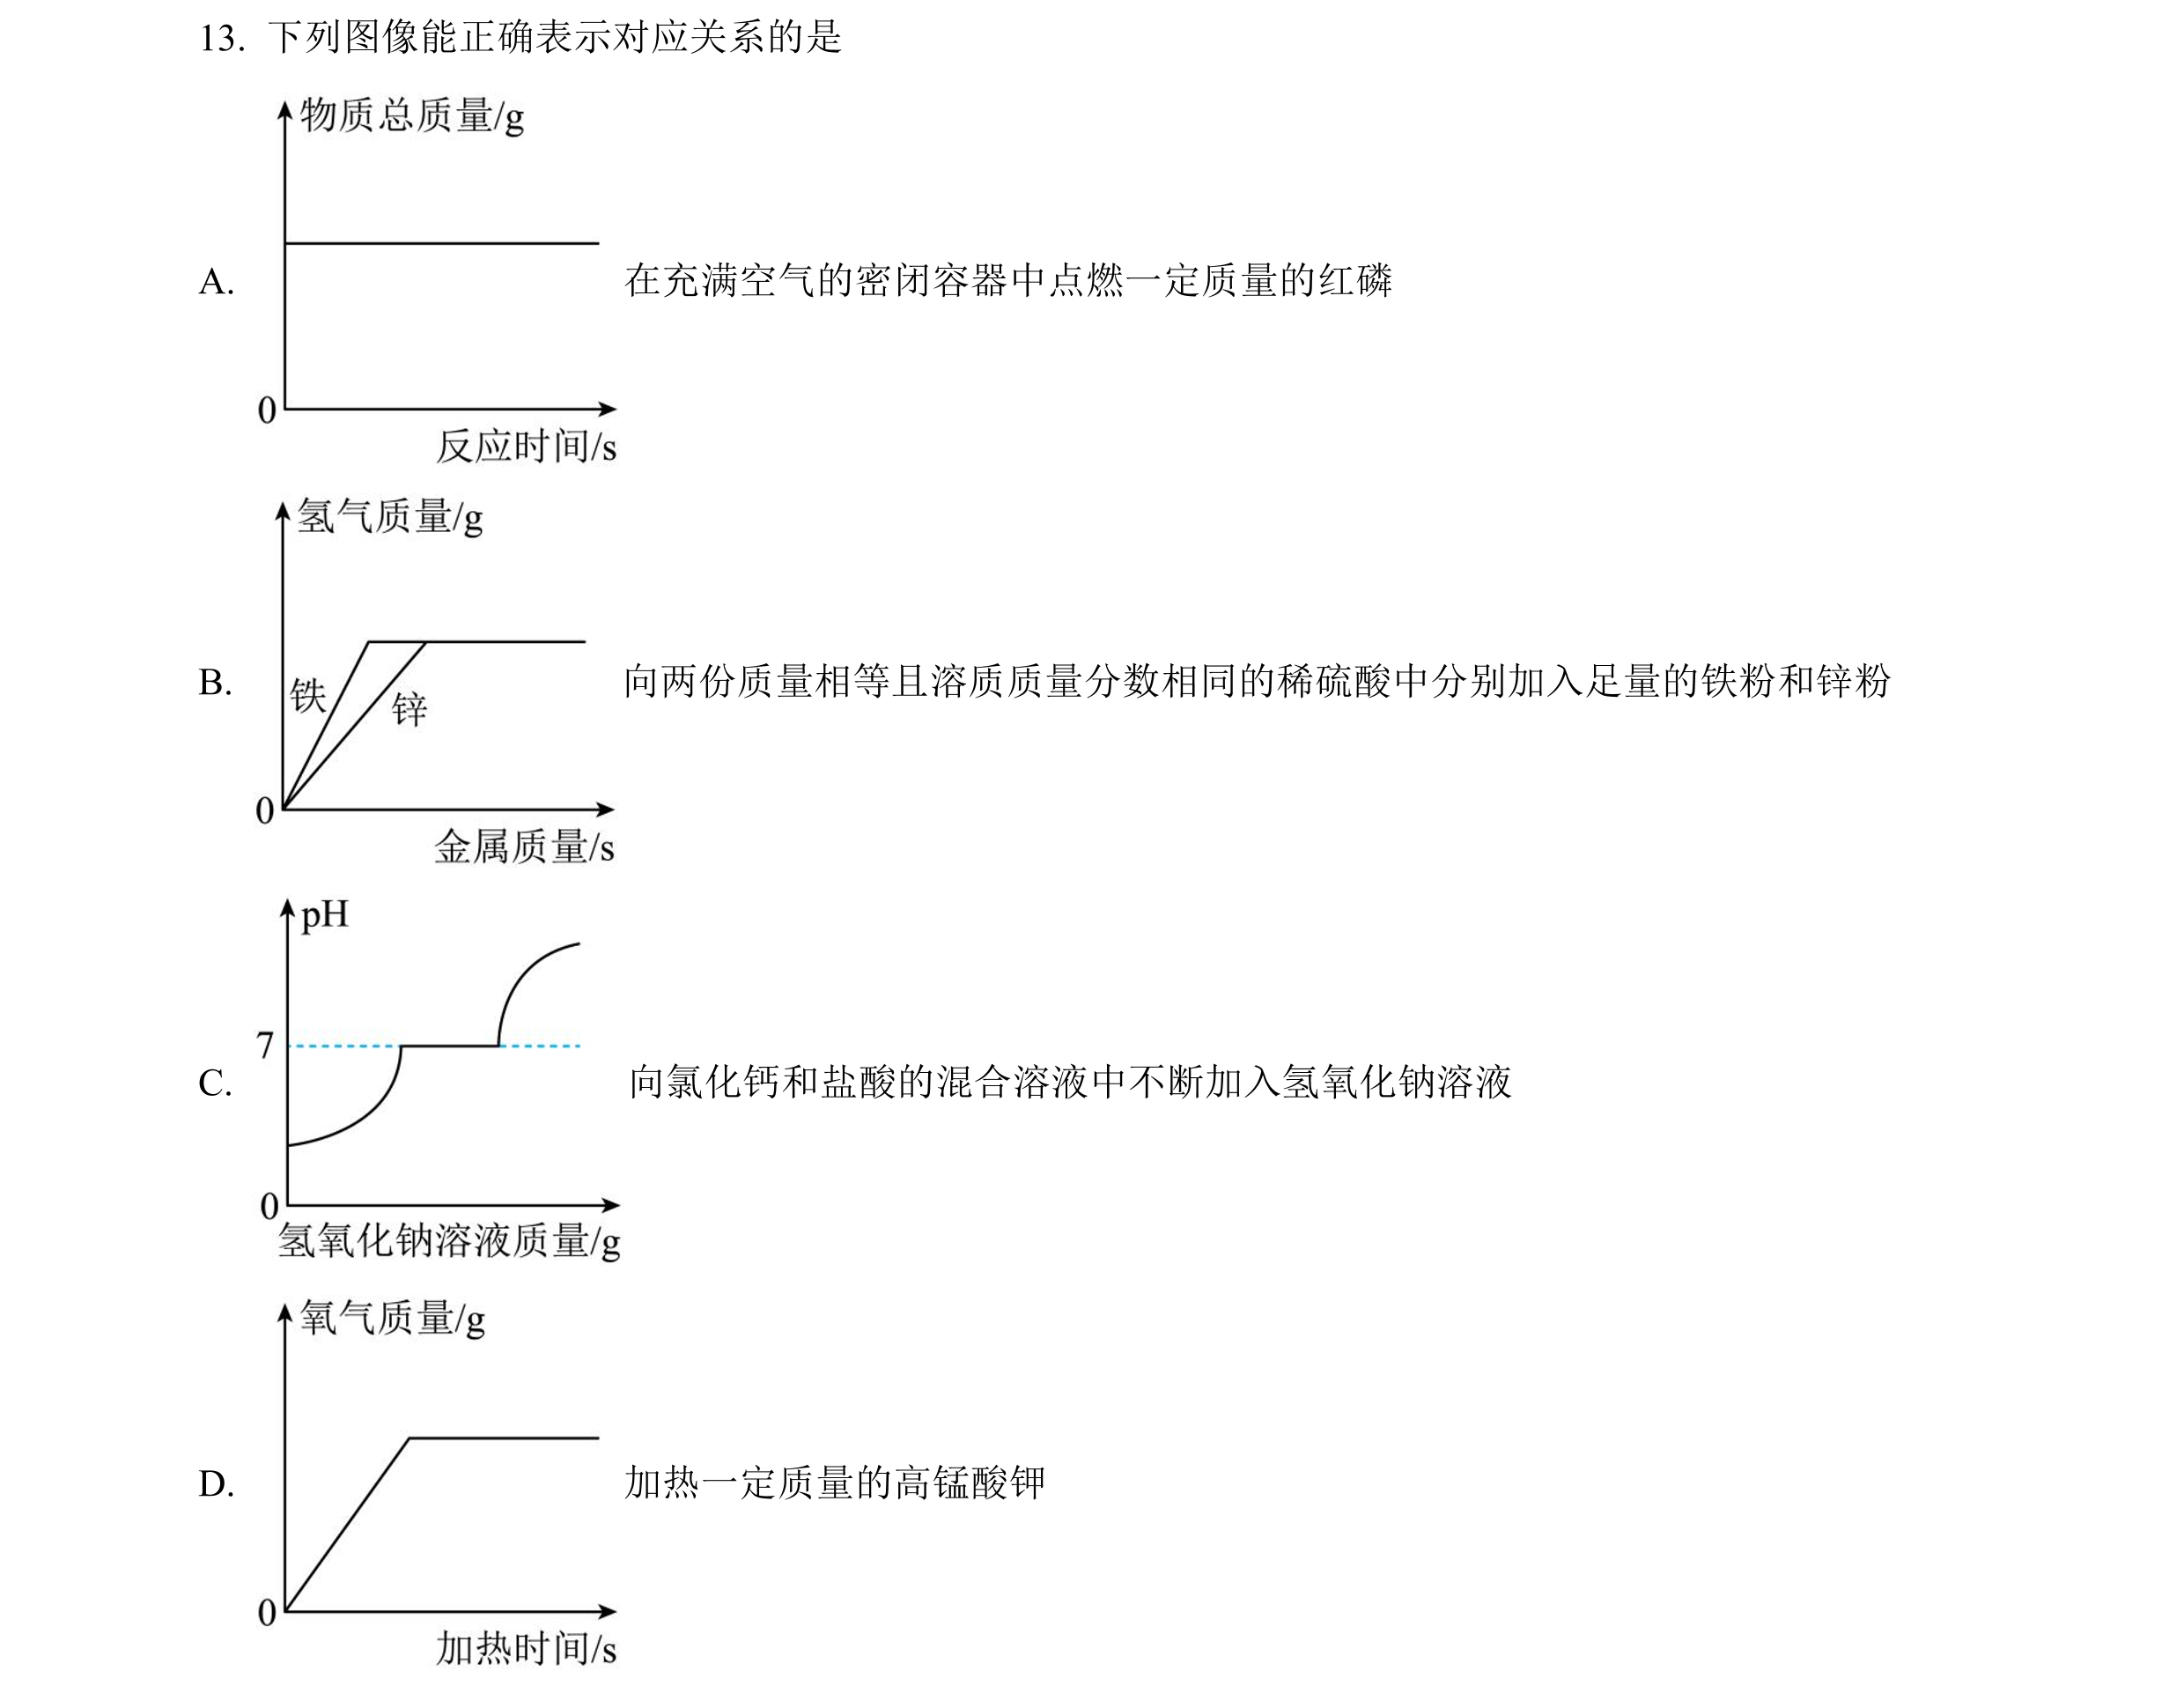 13. 下列图像能正确表示对应关系的是
物质总质量/g
A.
在充满空气的密闭容器中点燃一定质量的红磷
0
反应时间/s
氢气质量/g
铁
锌
B.
向两份质量相等且溶质质量分数相同的稀硫酸中分别加入足量的铁粉和锌粉
0
金属质量/s
pH
7
C.
向氯化钙和盐酸的混合溶液中不断加入氢氧化钠溶液
0
氢氧化钠溶液质量/g
氧气质量/g
D.
加热一定质量的高锰酸钾
0
加热时间/s